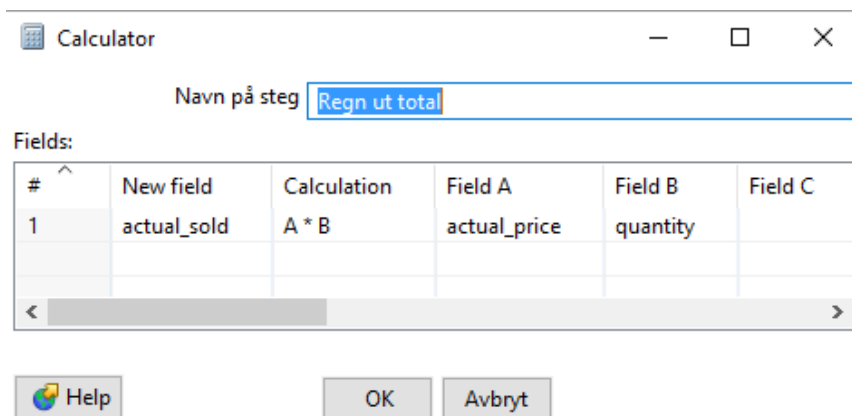 Calculator
Navn på steg Regn ut total
Fields:
# New field Calculation Field A Field B Field C
1 actual_sold A * B actual_price quantity
Help OK Avbryt